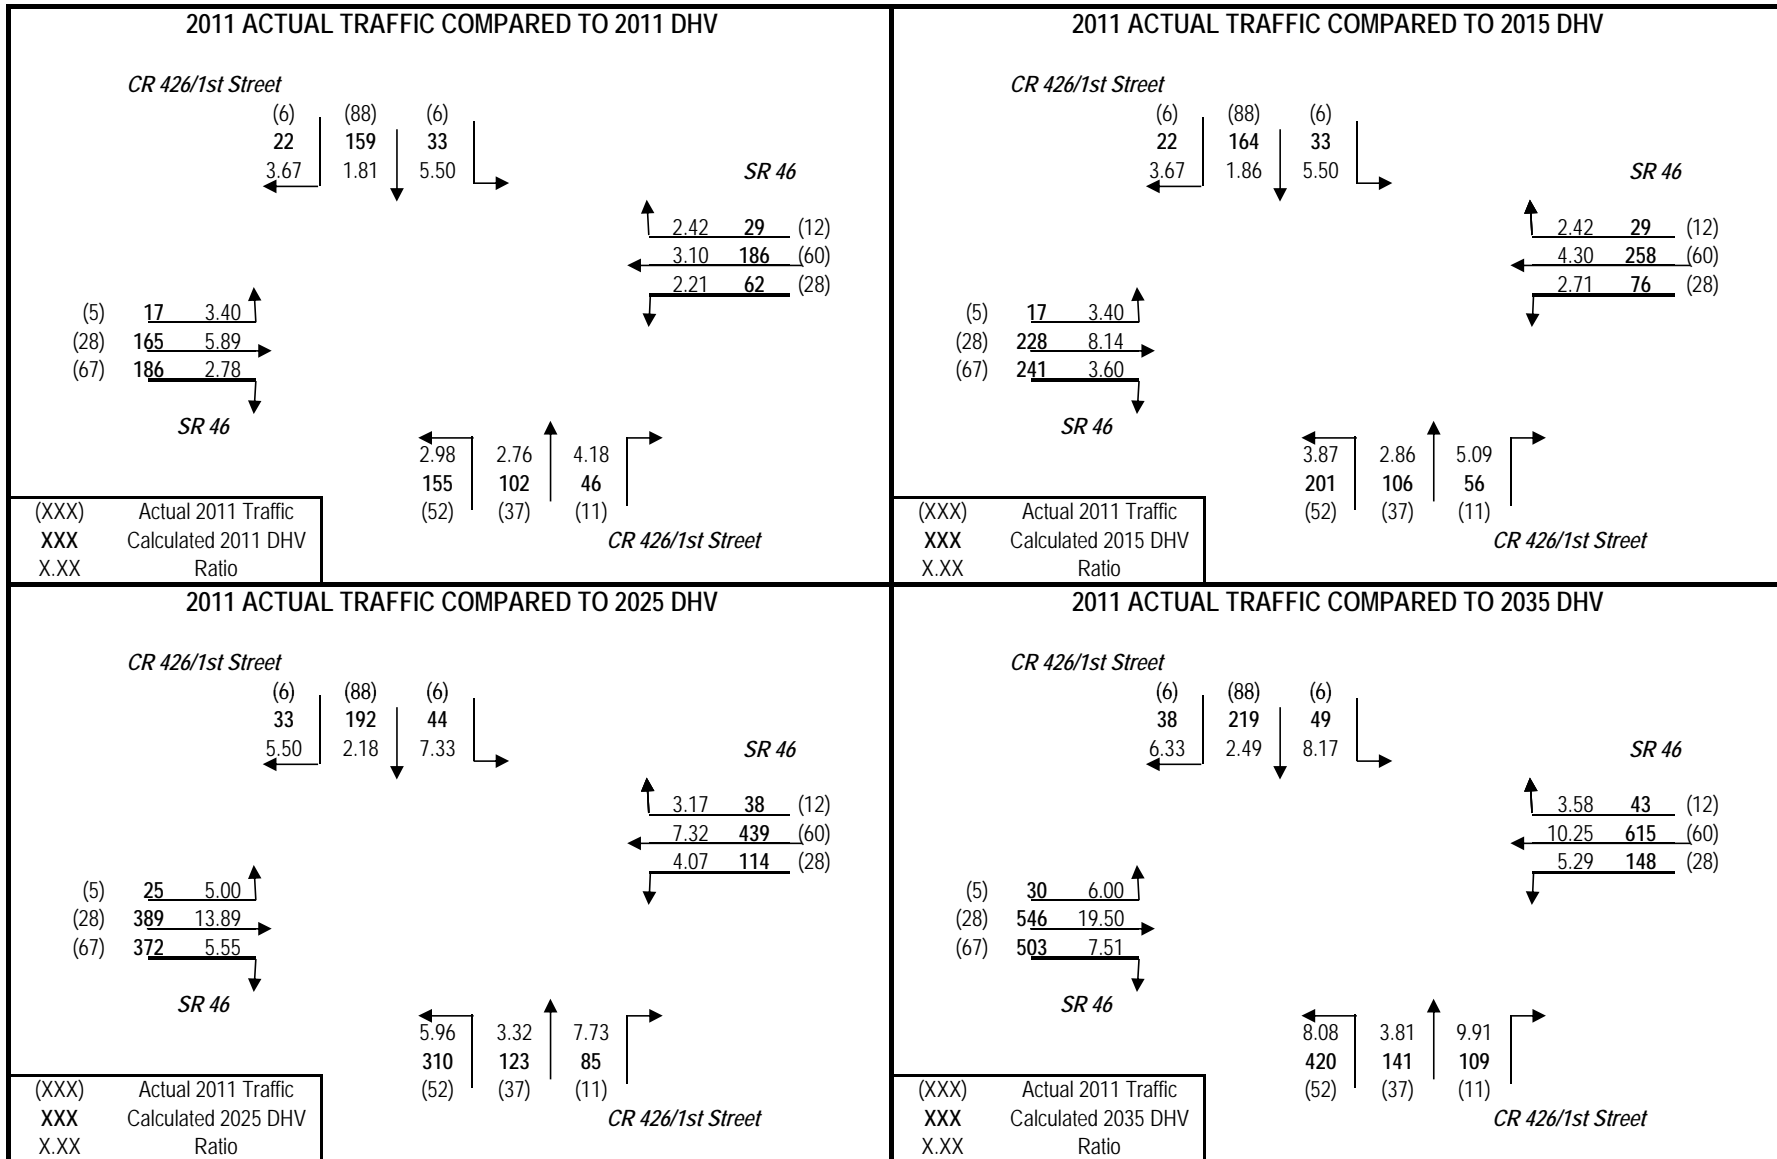 2011 ACTUAL TRAFFIC COMPARED TO 2011 DHV
CR 426/1st Street
(6) (88) (6)
22 159 33
3.67 1.81 5.50
SR 46
2.42 29 (12)
3.10 186 (60)
2.21 62 (28)
(5) 17 3.40
(28) 165 5.89
(67) 186 2.78
SR 46
2.98 2.76 4.18
155 102 46
(52) (37) (11)
CR 426/1st Street
(XXX) Actual 2011 Traffic
XXX Calculated 2011 DHV
X.XX Ratio
2011 ACTUAL TRAFFIC COMPARED TO 2015 DHV
CR 426/1st Street
(6) (88) (6)
22 164 33
3.67 1.86 5.50
SR 46
2.42 29 (12)
4.30 258 (60)
2.71 76 (28)
(5) 17 3.40
(28) 228 8.14
(67) 241 3.60
SR 46
3.87 2.86 5.09
201 106 56
(52) (37) (11)
CR 426/1st Street
(XXX) Actual 2011 Traffic
XXX Calculated 2015 DHV
X.XX Ratio
2011 ACTUAL TRAFFIC COMPARED TO 2025 DHV
CR 426/1st Street
(6) (88) (6)
33 192 44
5.50 2.18 7.33
SR 46
3.17 38 (12)
7.32 439 (60)
4.07 114 (28)
(5) 25 5.00
(28) 389 13.89
(67) 372 5.55
SR 46
5.96 3.32 7.73
310 123 85
(52) (37) (11)
CR 426/1st Street
(XXX) Actual 2011 Traffic
XXX Calculated 2025 DHV
X.XX Ratio
2011 ACTUAL TRAFFIC COMPARED TO 2035 DHV
CR 426/1st Street
(6) (88) (6)
38 219 49
6.33 2.49 8.17
SR 46
3.58 43 (12)
10.25 615 (60)
5.29 148 (28)
(5) 30 6.00
(28) 546 19.50
(67) 503 7.51
SR 46
8.08 3.81 9.91
420 141 109
(52) (37) (11)
CR 426/1st Street
(XXX) Actual 2011 Traffic
XXX Calculated 2035 DHV
X.XX Ratio